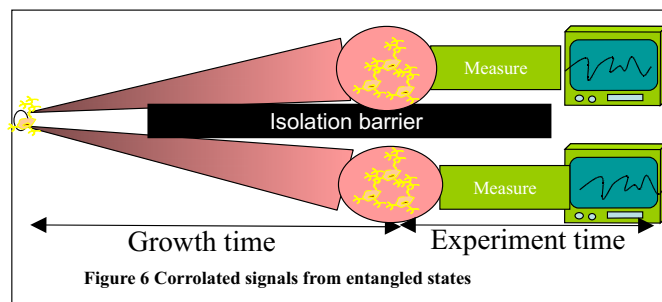 Measure
Isolation barrier
Measure
Growth time
Experiment time
Figure 6 Corrolated signals from entangled states